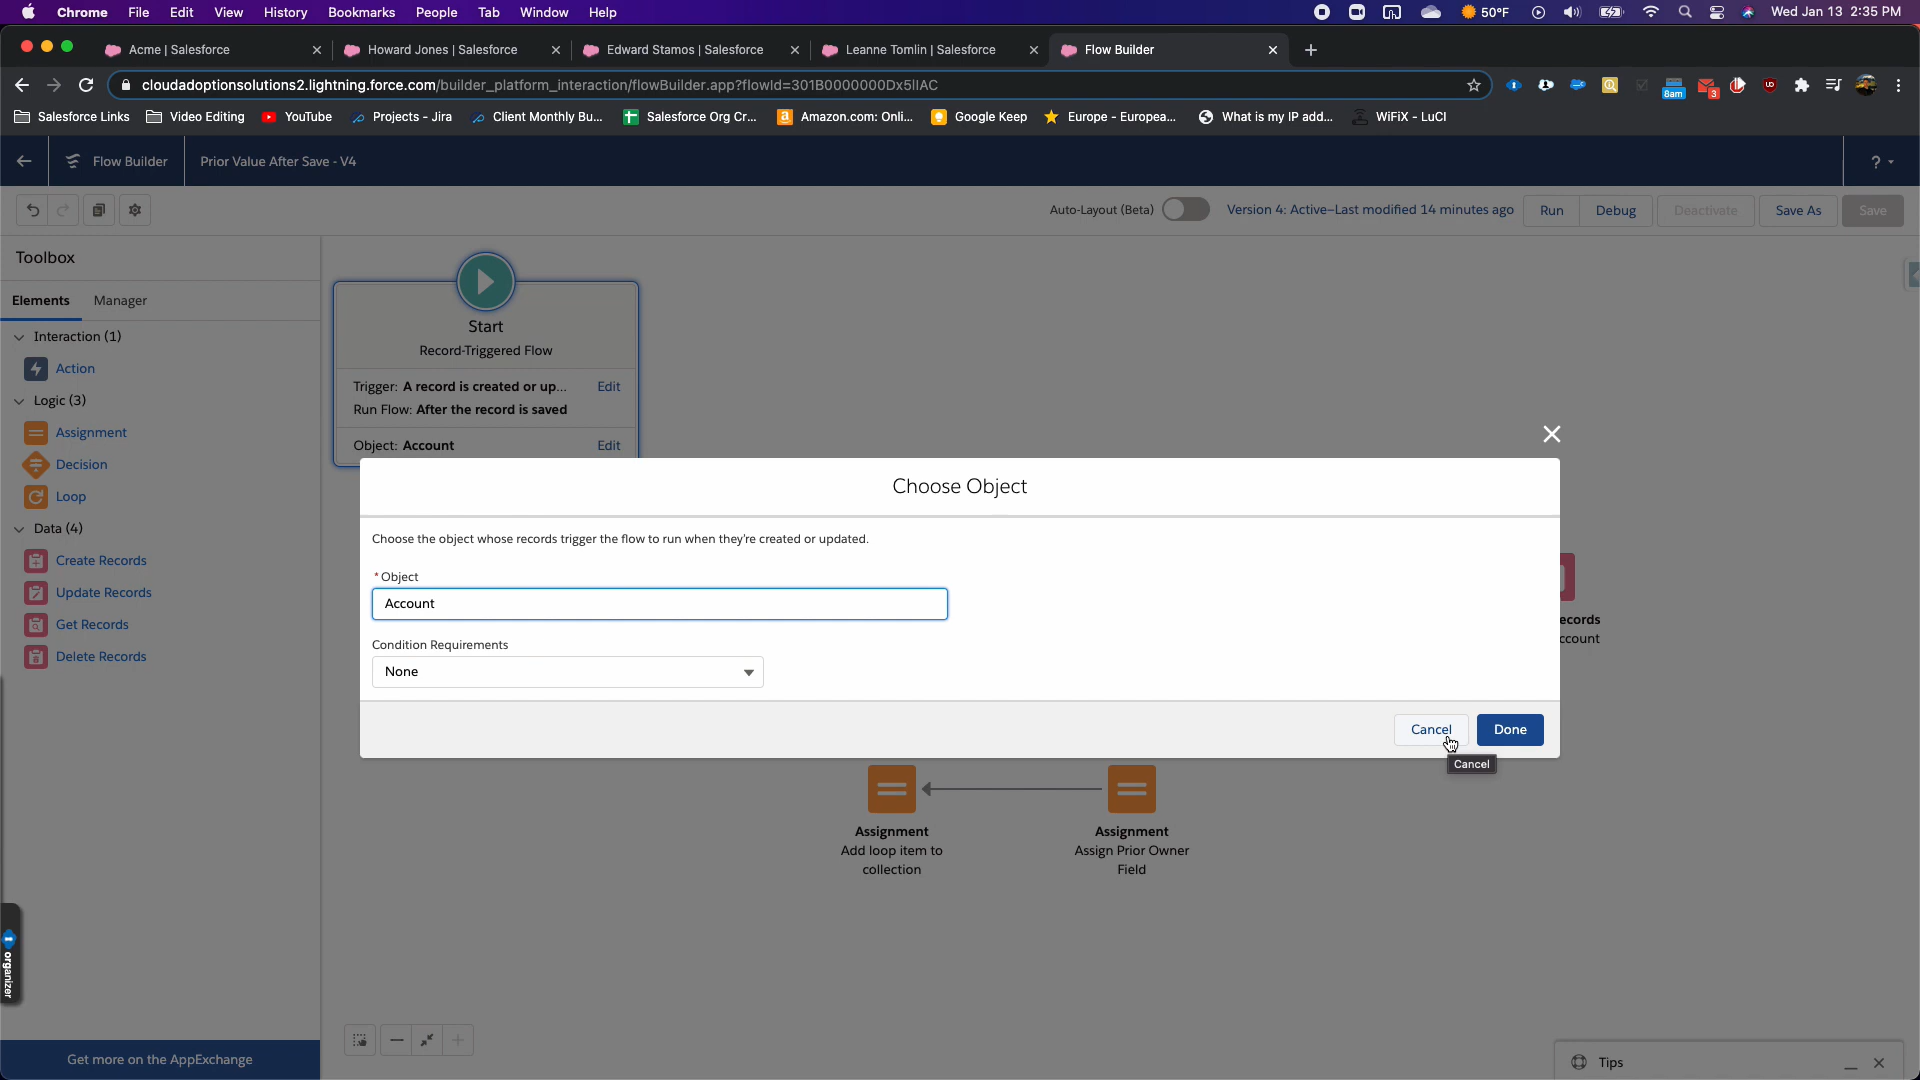 Chrome File Edit View History Bookmarks People Tab Window Help 50°F Wed Jan 13 2:35 PM
Acme | Salesforce Howard Jones | Salesforce Edward Stamos | Salesforce Leanne Tomlin | Salesforce Flow Builder
cloudadoptionsolutions2.lightning.force.com/builder_platform_interaction/flowBuilder.app?flowId=301B0000000Dx5lIAC
8am 3
Salesforce Links Video Editing YouTube Projects - Jira Client Monthly Bu... Salesforce Org Cr... Amazon.com: Onli... Google Keep Europe - European... What is my IP add... WiFiX - LuCI
Flow Builder Prior Value After Save - V4 ?
Auto-Layout (Beta) Version 4: Active–Last modified 14 minutes ago Run Debug Deactivate Save As Save
Toolbox
Elements Manager
Interaction (1)
Action
Logic (3)
Assignment
Decision
Loop
Data (4)
Create Records
Update Records
Get Records
Delete Records
organizer
Get more on the AppExchange
Start
Record-Triggered Flow
Trigger: A record is created or up... Edit
Run Flow: After the record is saved
Object: Account Edit
Choose Object
Choose the object whose records trigger the flow to run when they're created or updated.
* Object
Account
Condition Requirements
None
Cancel Done
Cancel
ecords
ccount
Assignment
Add loop item to
collection
Assignment
Assign Prior Owner
Field
Tips